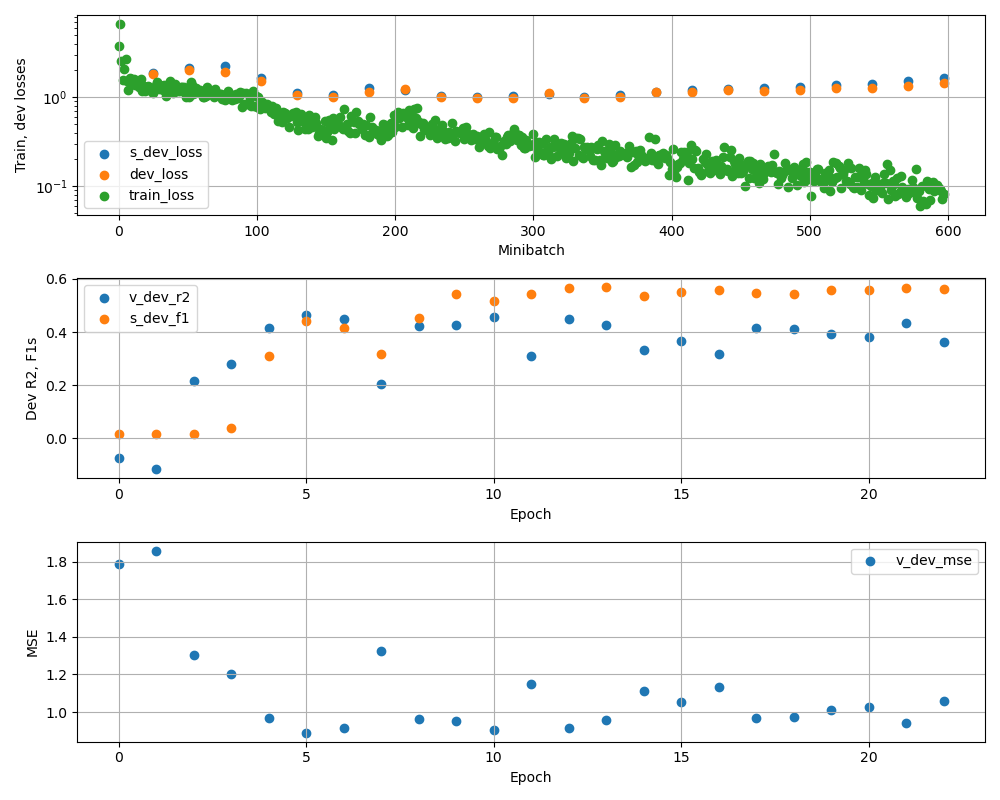 Train, dev losses
10⁰
10⁻¹
s_dev_loss
dev_loss
train_loss
0 100 200 300 400 500 600
Minibatch
Dev R2, F1s
0.6
0.4
0.2
0.0
v_dev_r2
s_dev_f1
0 5 10 15 20
Epoch
MSE
1.8
1.6
1.4
1.2
1.0
v_dev_mse
0 5 10 15 20
Epoch